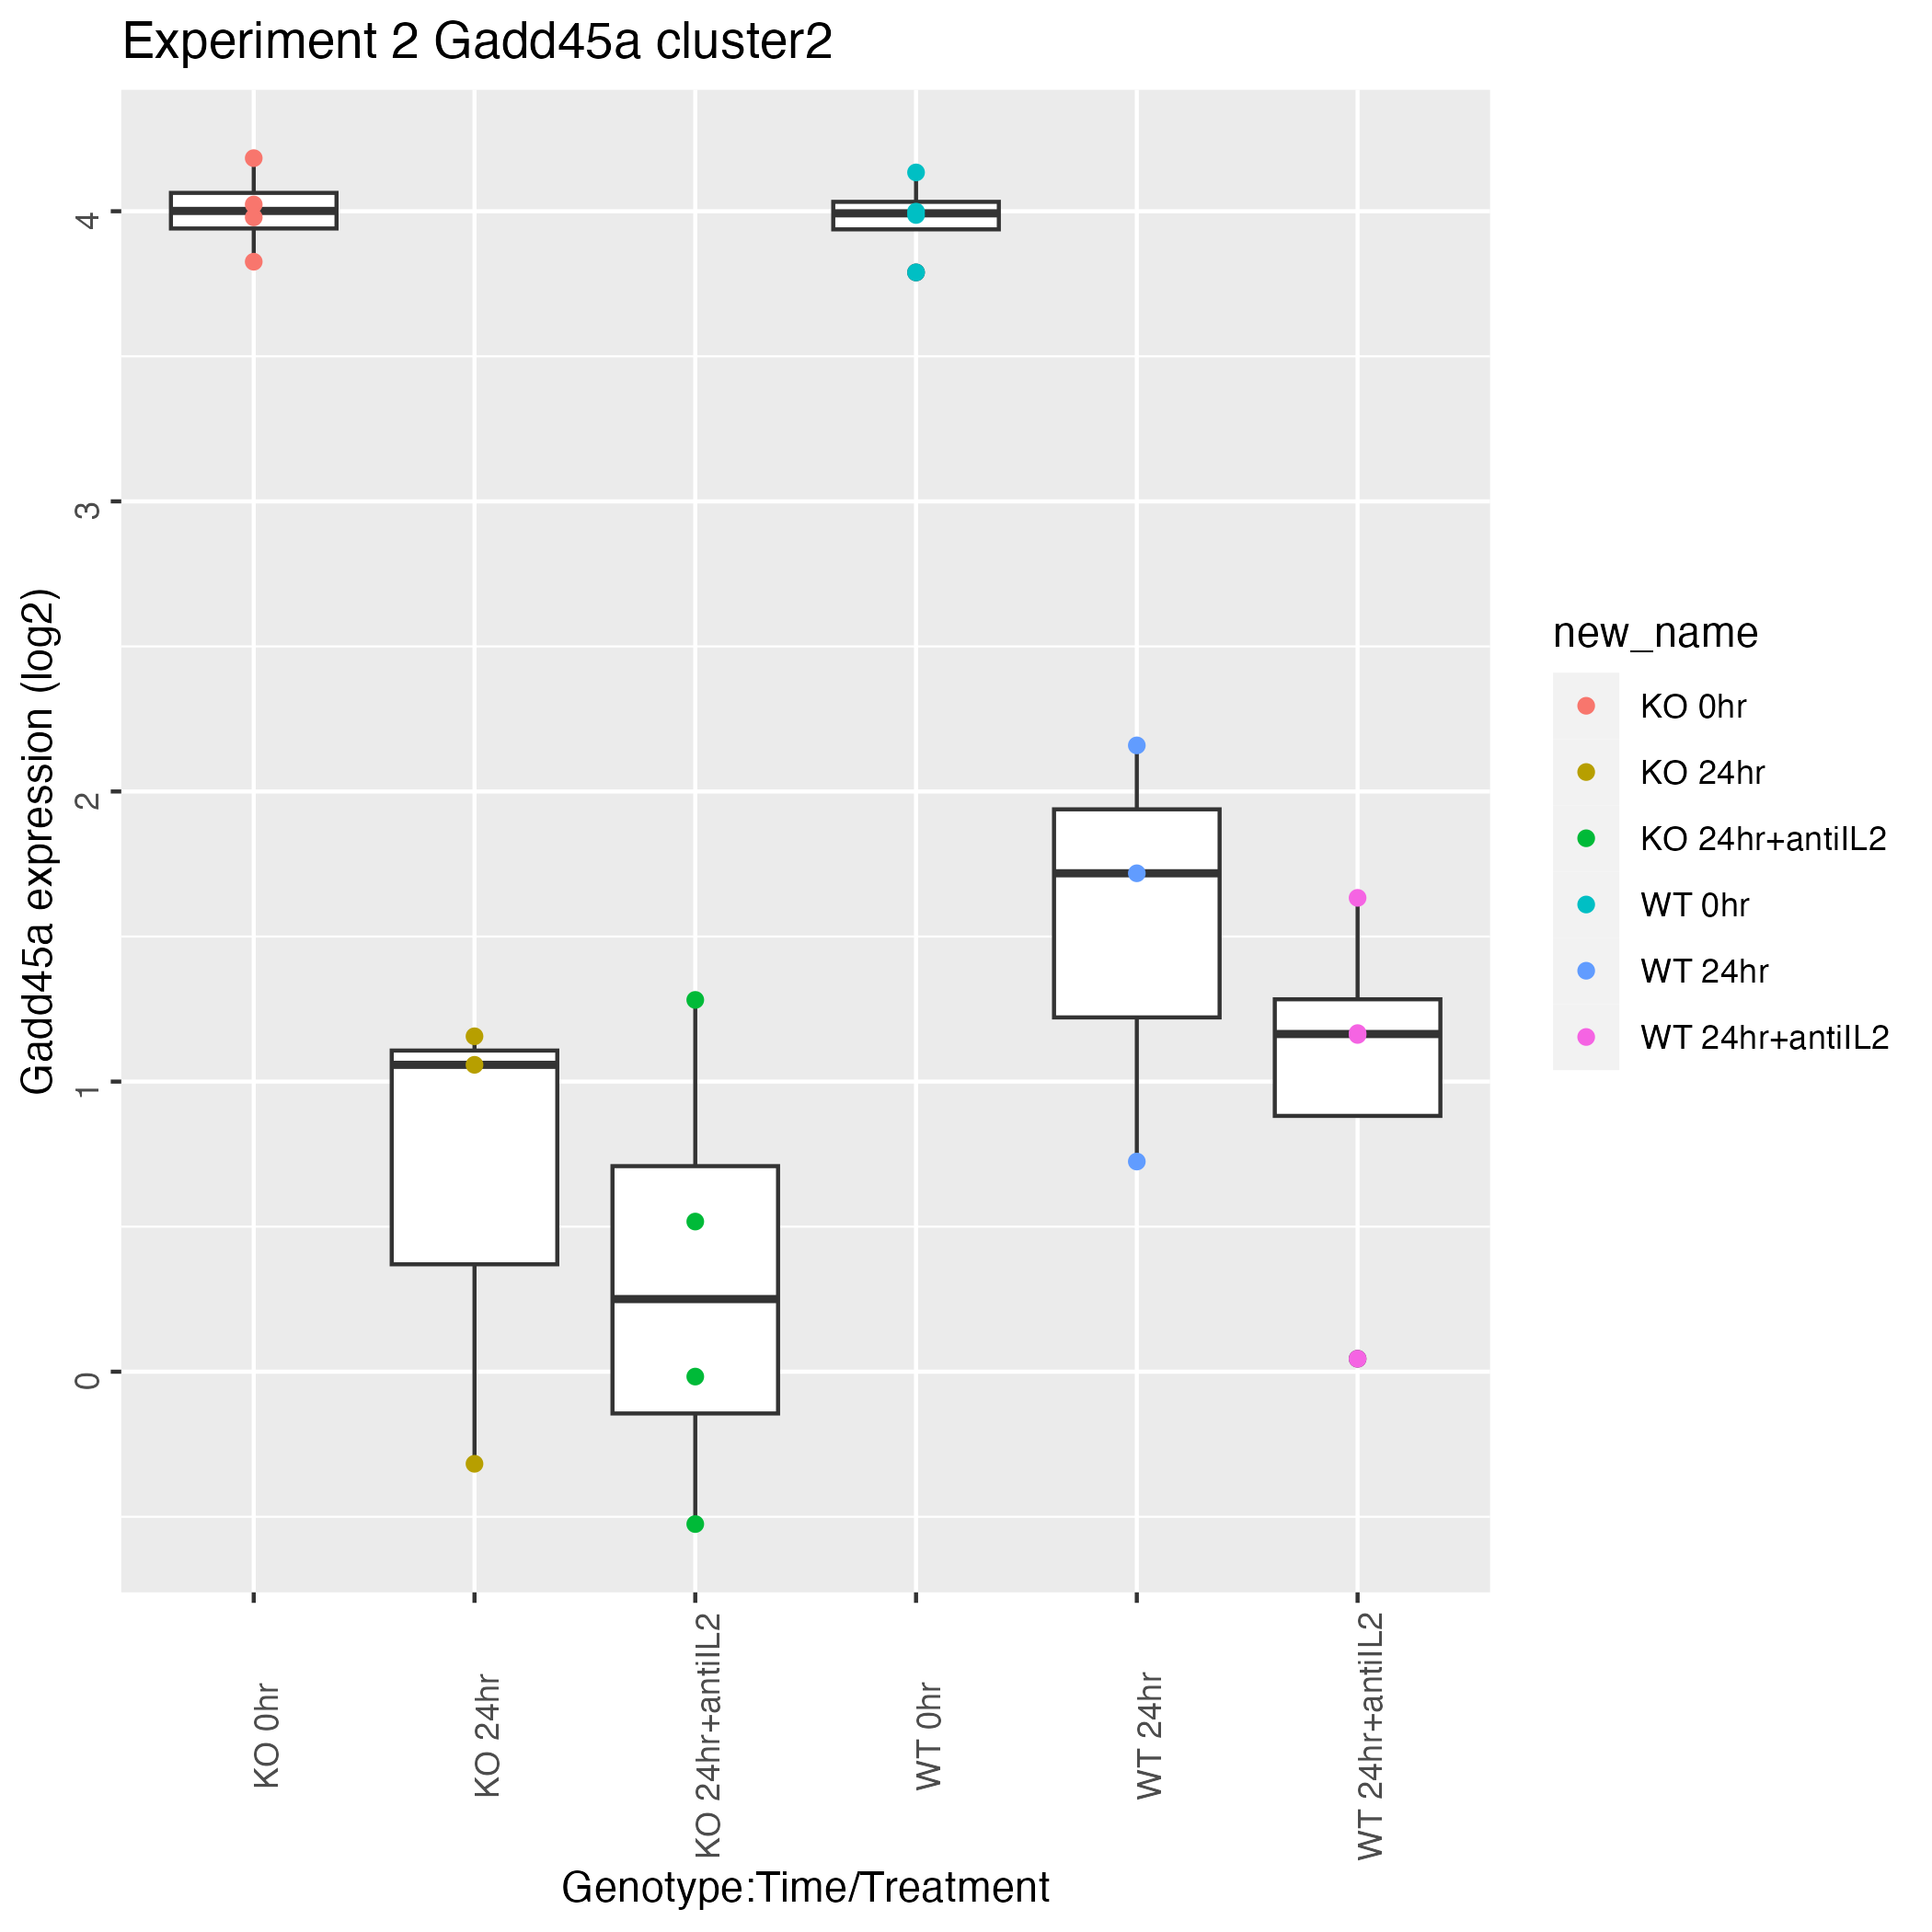 Experiment 2 Gadd45a cluster2
Gadd45a expression (log2)
4
3
2
1
0
KO 0hr
KO 24hr
KO 24hr+antiIL2
WT 0hr
WT 24hr
WT 24hr+antiIL2
Genotype:Time/Treatment
new_name
KO 0hr
KO 24hr
KO 24hr+antiIL2
WT 0hr
WT 24hr
WT 24hr+antiIL2